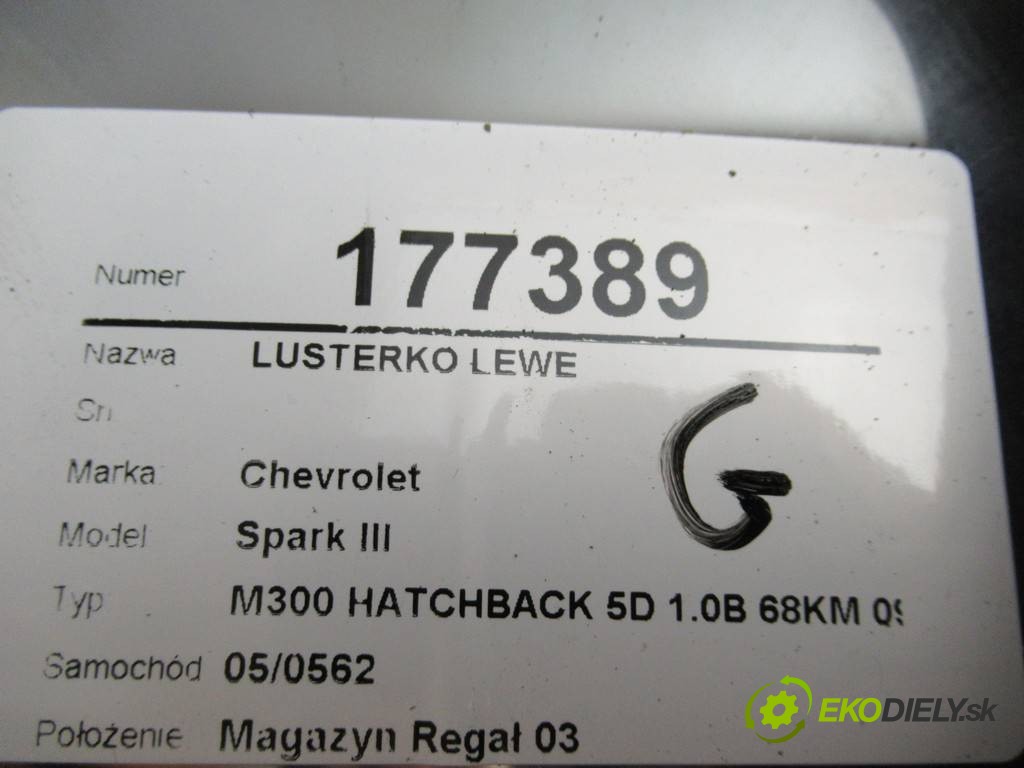 Numer 177389
Nazwa LUSTERKO LEWE
Sn
Marka Chevrolet
G
Model Spark III
Typ M300 HATCHBACK 5D 1.0B 68KM
Samochód 05/0562
Położenie Magazyn Regał 03
EKODIELY.sk